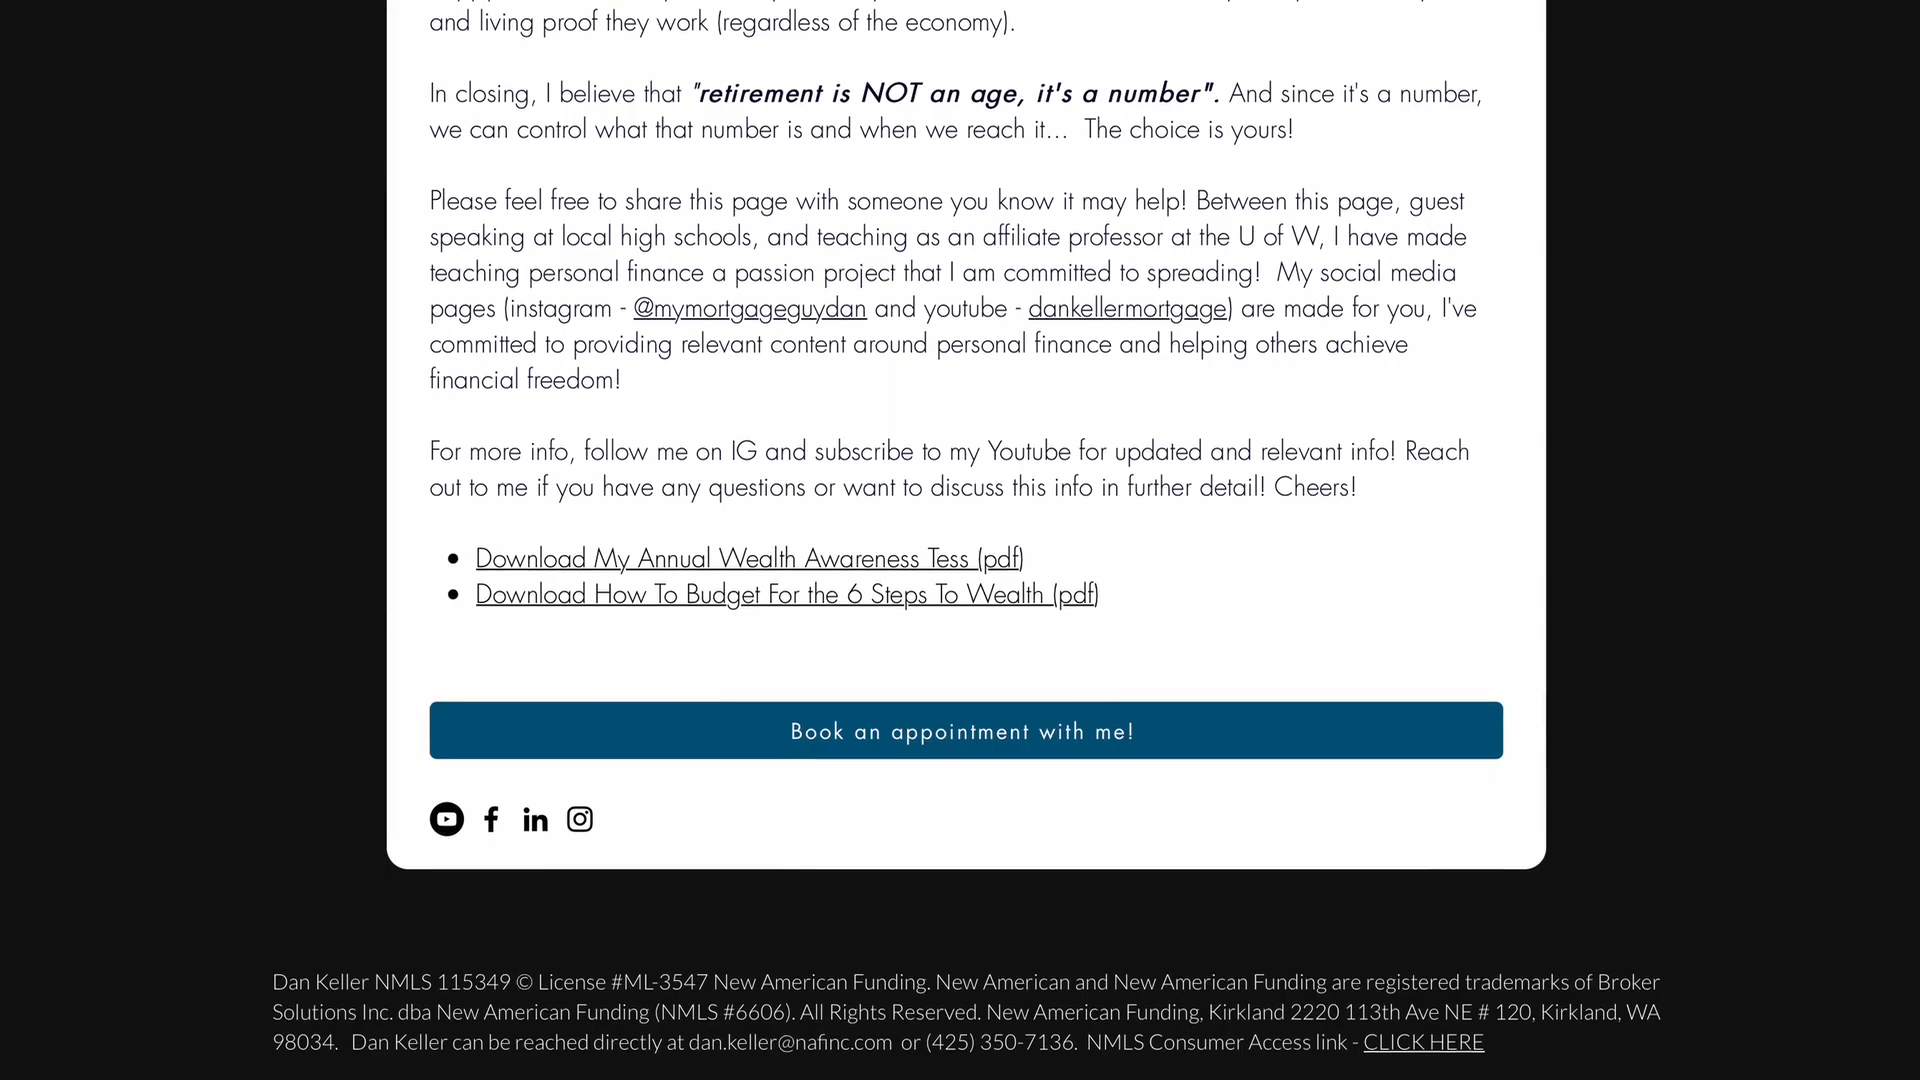 and living proof they work (regardless of the economy).
In closing, I believe that "retirement is NOT an age, it's a number". And since it's a number,
we can control what that number is and when we reach it... The choice is yours!
Please feel free to share this page with someone you know it may help! Between this page, guest
speaking at local high schools, and teaching as an affiliate professor at the U of W, I have made
teaching personal finance a passion project that I am committed to spreading! My social media
pages (instagram - @mymortgageguydan and youtube - dankellermortgage) are made for you, I've
committed to providing relevant content around personal finance and helping others achieve
financial freedom!
For more info, follow me on IG and subscribe to my Youtube for updated and relevant info! Reach
out to me if you have any questions or want to discuss this info in further detail! Cheers!
• Download My Annual Wealth Awareness Tess (pdf)
• Download How To Budget For the 6 Steps To Wealth (pdf)
Book an appointment with me!
Dan Keller NMLS 115349 © License #ML-3547 New American Funding. New American and New American Funding are registered trademarks of Broker
Solutions Inc. dba New American Funding (NMLS #6606). All Rights Reserved. New American Funding, Kirkland 2220 113th Ave NE # 120, Kirkland, WA
98034. Dan Keller can be reached directly at dan.keller@nafinc.com or (425) 350-7136. NMLS Consumer Access link - CLICK HERE